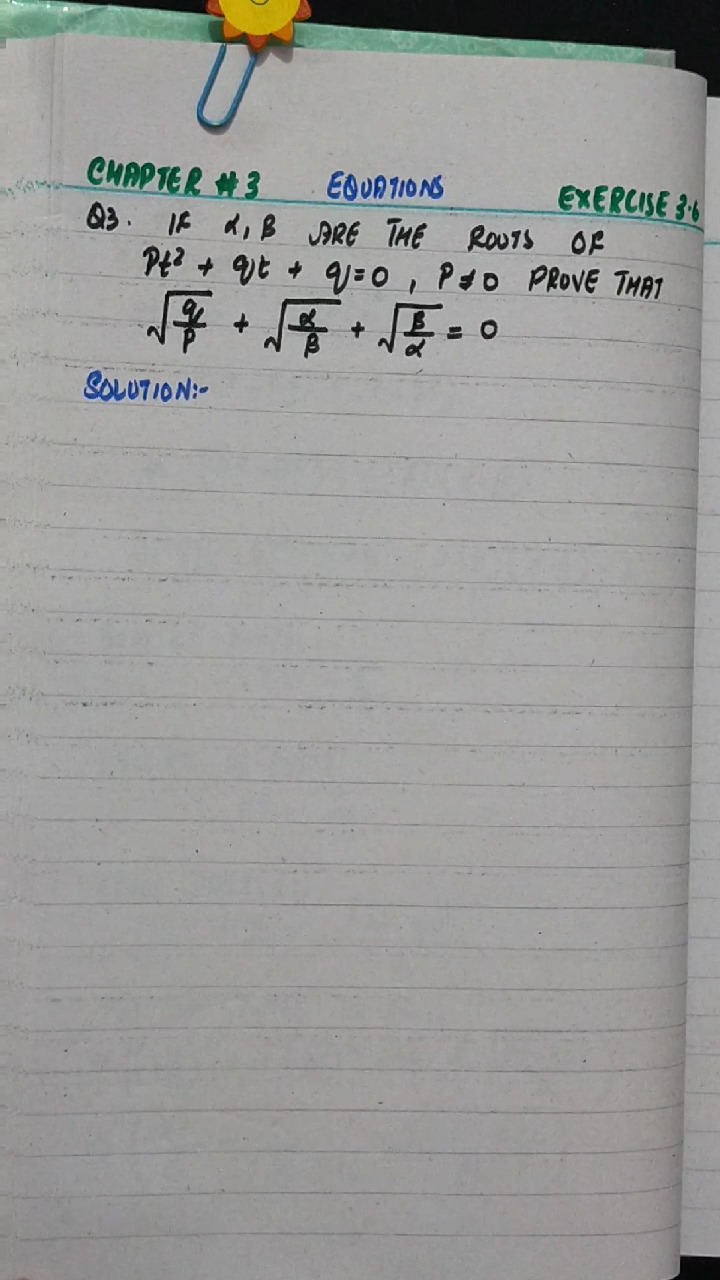 CHAPTER # 3 EQUATIONS EXERCISE 3.6
Q3. IF α, β ARE THE ROOTS OF
Pt² + qt + q = 0 , P ≠ 0 PROVE THAT
√(q/P) + √(α/β) + √(β/α) = 0
SOLUTION:-